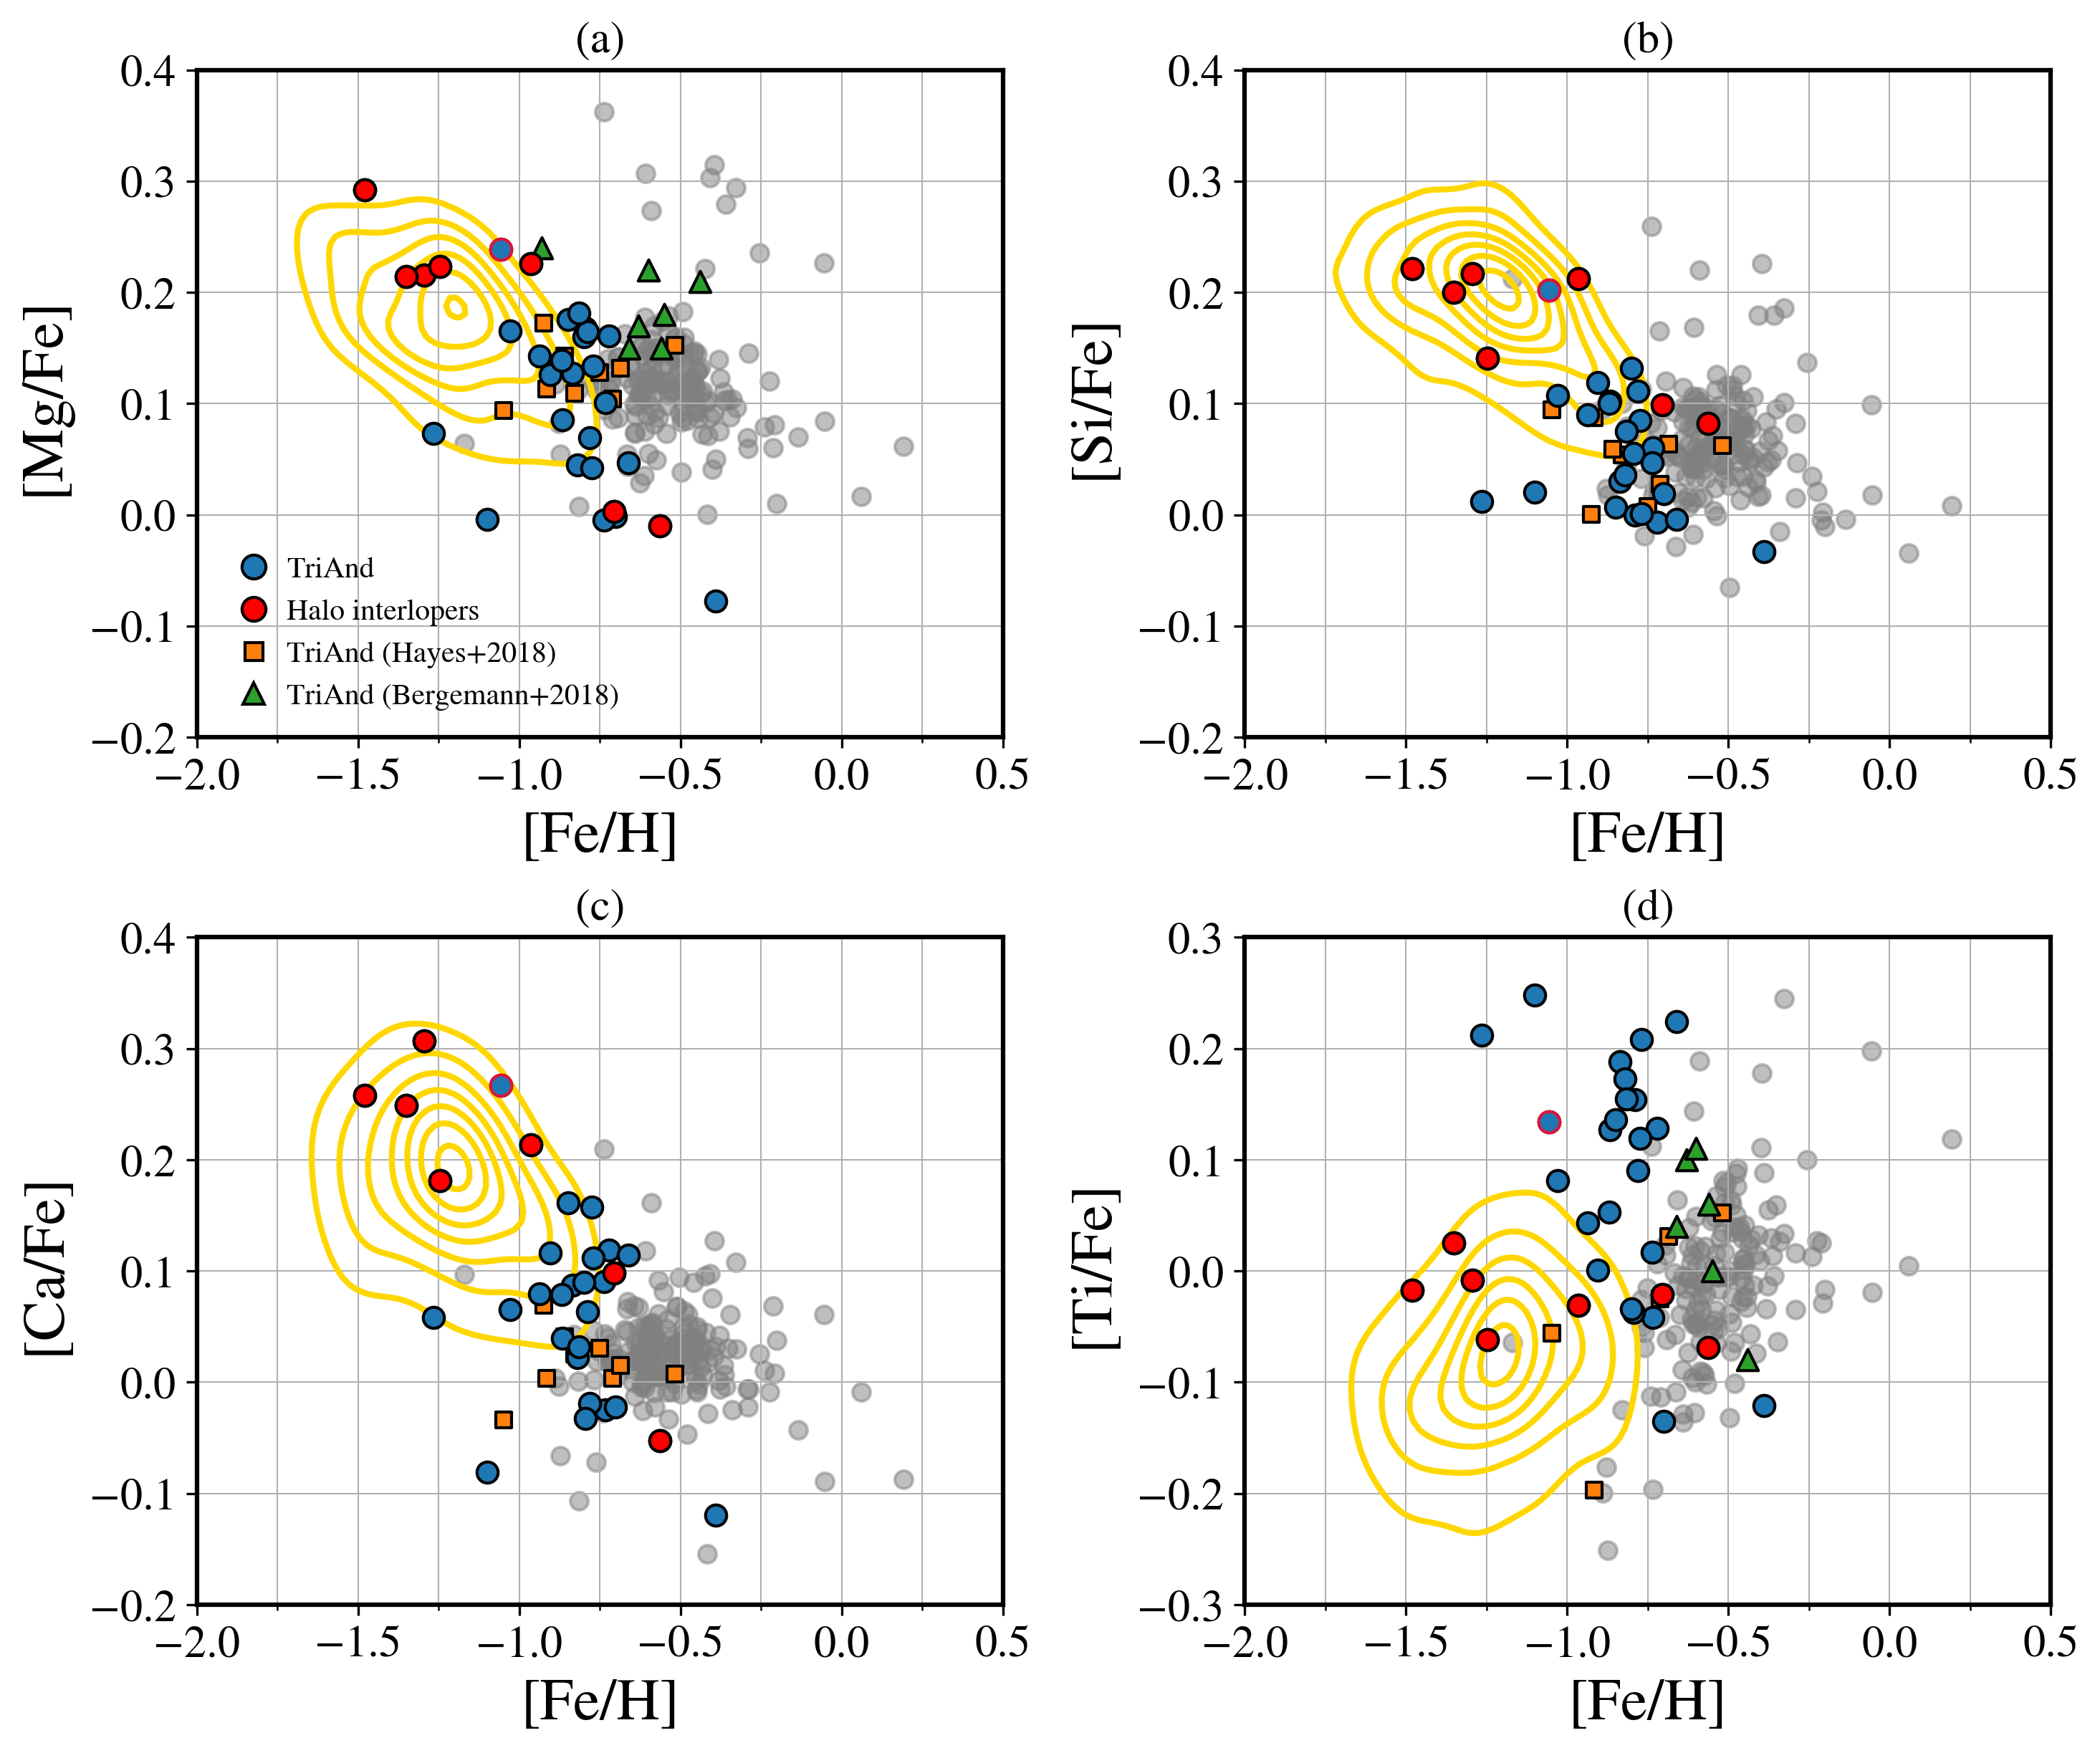 (a)
0.4
0.3
0.2
0.1
0.0
−0.1
−0.2
[Mg/Fe]
TriAnd
Halo interlopers
TriAnd (Hayes+2018)
TriAnd (Bergemann+2018)
−2.0 −1.5 −1.0 −0.5 0.0 0.5
[Fe/H]
(b)
0.4
0.3
0.2
0.1
0.0
−0.1
−0.2
[Si/Fe]
−2.0 −1.5 −1.0 −0.5 0.0 0.5
[Fe/H]
(c)
0.4
0.3
0.2
0.1
0.0
−0.1
−0.2
[Ca/Fe]
−2.0 −1.5 −1.0 −0.5 0.0 0.5
[Fe/H]
(d)
0.3
0.2
0.1
0.0
−0.1
−0.2
−0.3
[Ti/Fe]
−2.0 −1.5 −1.0 −0.5 0.0 0.5
[Fe/H]